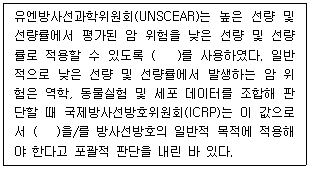 유엔방사선과학위원회(UNSCEAR)는 높은 선량 및
선량률에서 평가된 암 위험을 낮은 선량 및 선량
률로 적용할 수 있도록 (   )를 사용하였다. 일반
적으로 낮은 선량 및 선량률에서 발생하는 암 위
험은 역학, 동물실험 및 세포 데이터를 조합해 판
단할 때 국제방사선방호위원회(ICRP)는 이 값으로
서 (   )을/를 방사선방호의 일반적 목적에 적용해
야 한다고 포괄적 판단을 내린 바 있다.